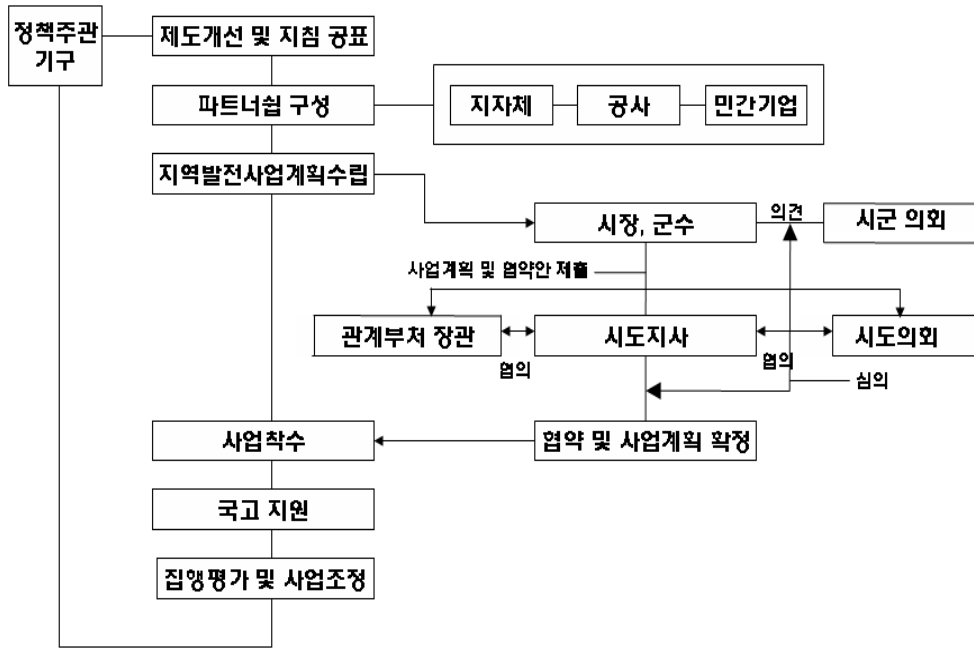 정책주관
기구
제도개선 및 지침 공표
파트너쉽 구성
지자체
공사
민간기업
지역발전사업계획수립
시장, 군수
의견
시군 의회
사업계획 및 협약안 제출
관계부처 장관
협의
시도지사
협의
시도의회
심의
사업착수
협약 및 사업계획 확정
국고 지원
집행평가 및 사업조정